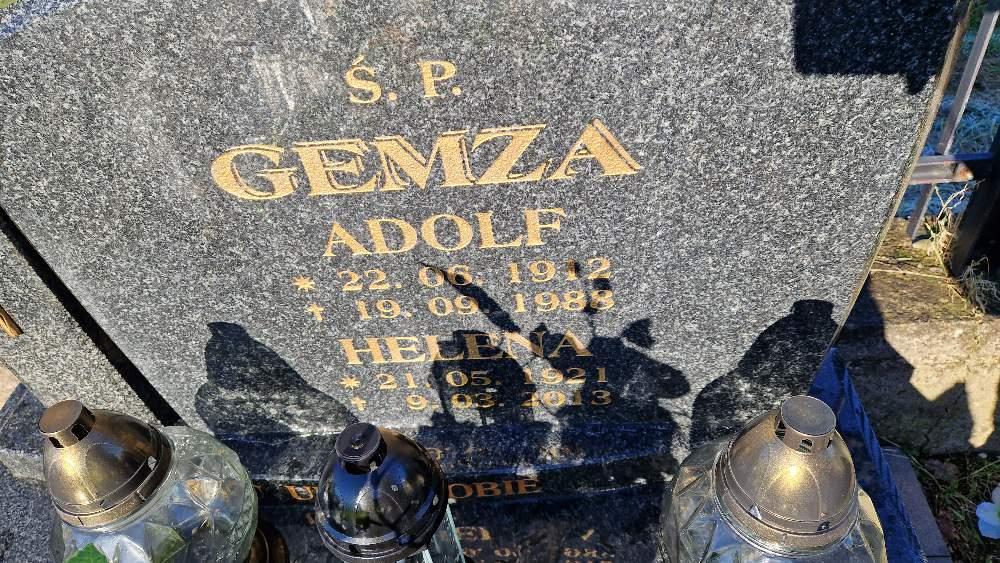 Ś. P.
GEMZA
ADOLF
* 22. 06. 1912
† 19. 09. 1988
HELENA
* 21. 05. 1921
† 9. 03. 2013